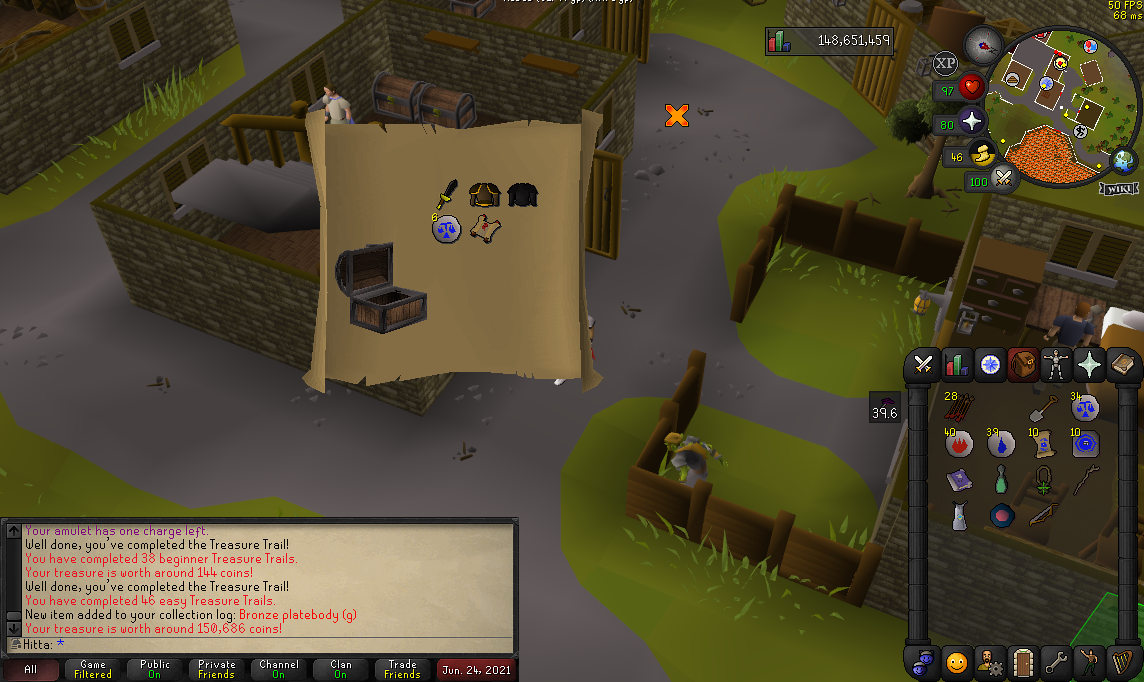 50 FPS
68 ms
148,651,459
XP
97
80
46
100
WIKI
6
39.6
28
34
40
39
10
10
Your amulet has one charge left.
Well done, you've completed the Treasure Trail!
You have completed 38 beginner Treasure Trails.
Your treasure is worth around 144 coins!
Well done, you've completed the Treasure Trail!
You have completed 46 easy Treasure Trails.
New item added to your collection log: Bronze platebody (g)
Your treasure is worth around 150,686 coins!
Hitta: *
All
Game
Filtered
Public
On
Private
Friends
Channel
On
Clan
On
Trade
Friends
Jun. 24, 2021